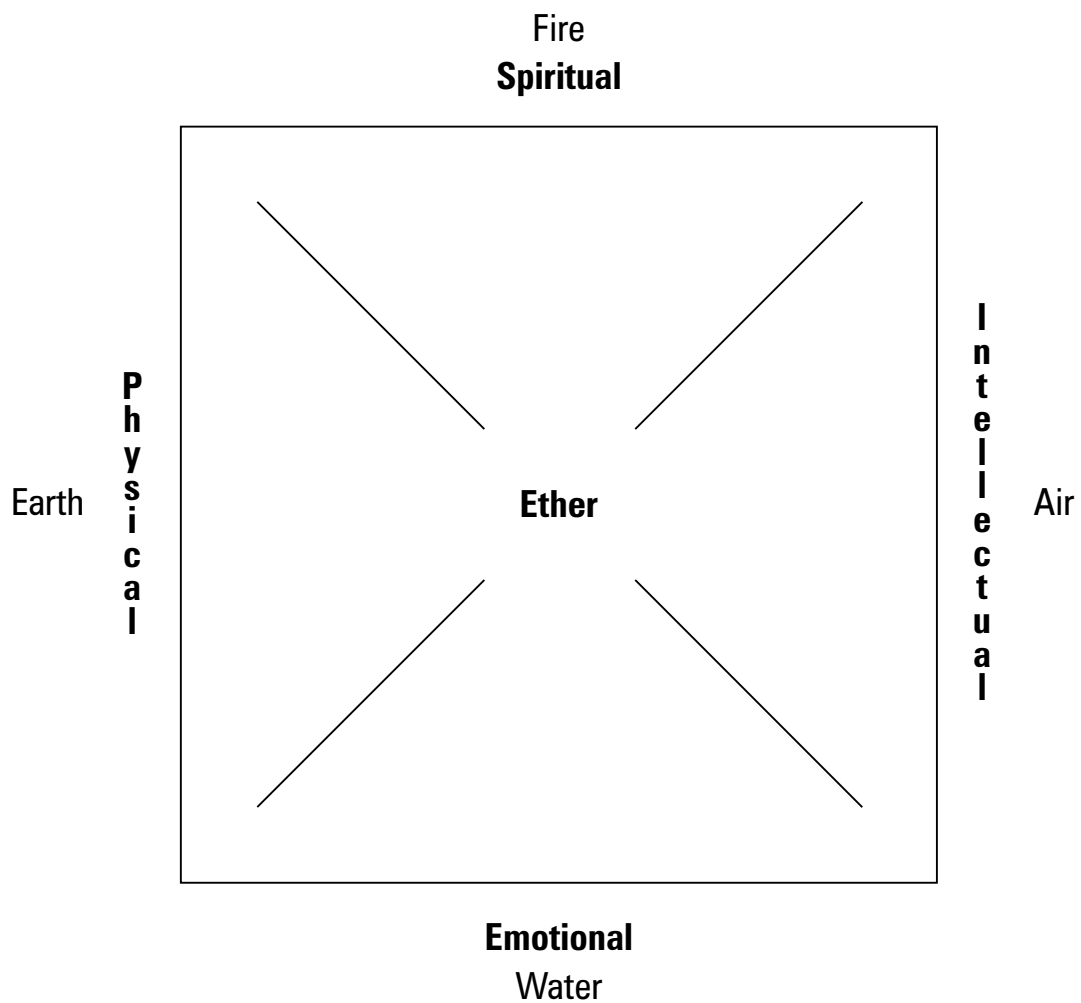 Fire
Spiritual
Physical
Intellectual
Earth
Ether
Air
Emotional
Water